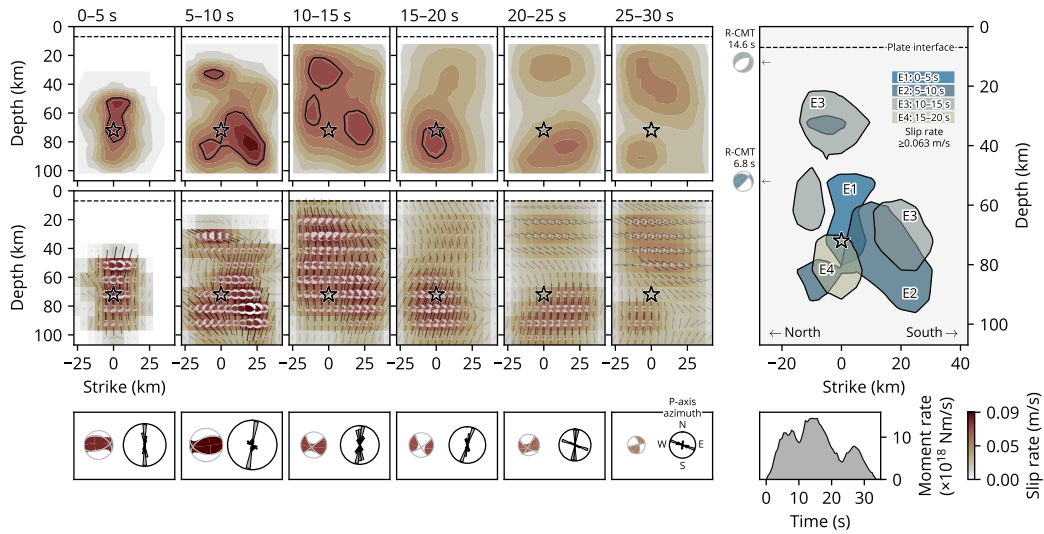 0–5 s
5–10 s
10–15 s
15–20 s
20–25 s
25–30 s
0
20
40
60
80
100
Depth (km)
0
20
40
60
80
100
Depth (km)
−25 0 25
−25 0 25
−25 0 25
−25 0 25
−25 0 25
−25 0 25
Strike (km)
R-CMT
14.6 s
←
R-CMT
6.8 s
←
Plate interface
E1: 0–5 s
E2: 5–10 s
E3: 10–15 s
E4: 15–20 s
Slip rate
≥0.063 m/s
E3
E1
E3
E4
E2
← North
South →
0
20
40
60
80
100
Depth (km)
−20 0 20 40
Strike (km)
P-axis
azimuth
N
W
E
S
10
0
Moment rate
(×10¹⁸ Nm/s)
0 10 20 30
Time (s)
0.09
0.05
0.00
Slip rate (m/s)